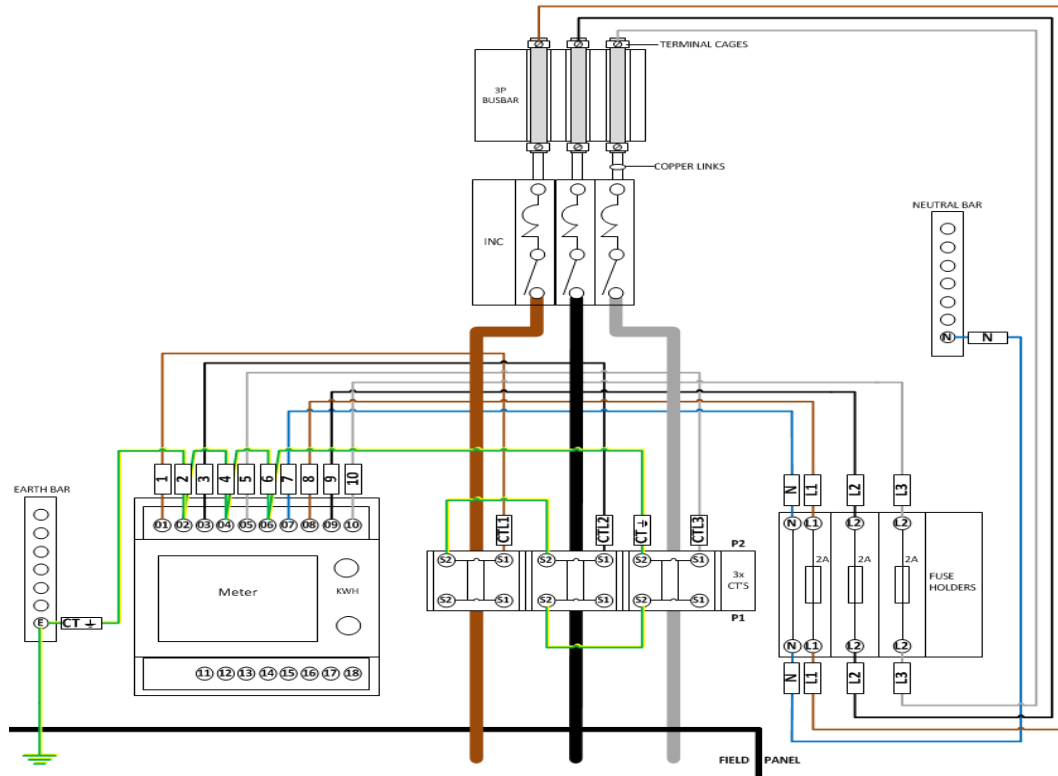 TERMINAL CAGES
3P
BUSBAR
COPPER LINKS
INC
NEUTRAL BAR
N N
1 2 3 4 5 6 7 8 9 10
EARTH BAR
01 02 03 04 05 06 07 08 09 10
CTL1 CTL2 CT CTL3
N L1 L2 L3
N L1 L2 L2
P2
S2 S1 S2 S1 S2 S1
2A 2A 2A
Meter
KWH
3x
CT'S
FUSE
HOLDERS
S2 S1 S2 S1 S2 S1
P1
E CT
N L1 L2 L2
11 12 13 14 15 16 17 18
N L1 L2 L3
FIELD PANEL